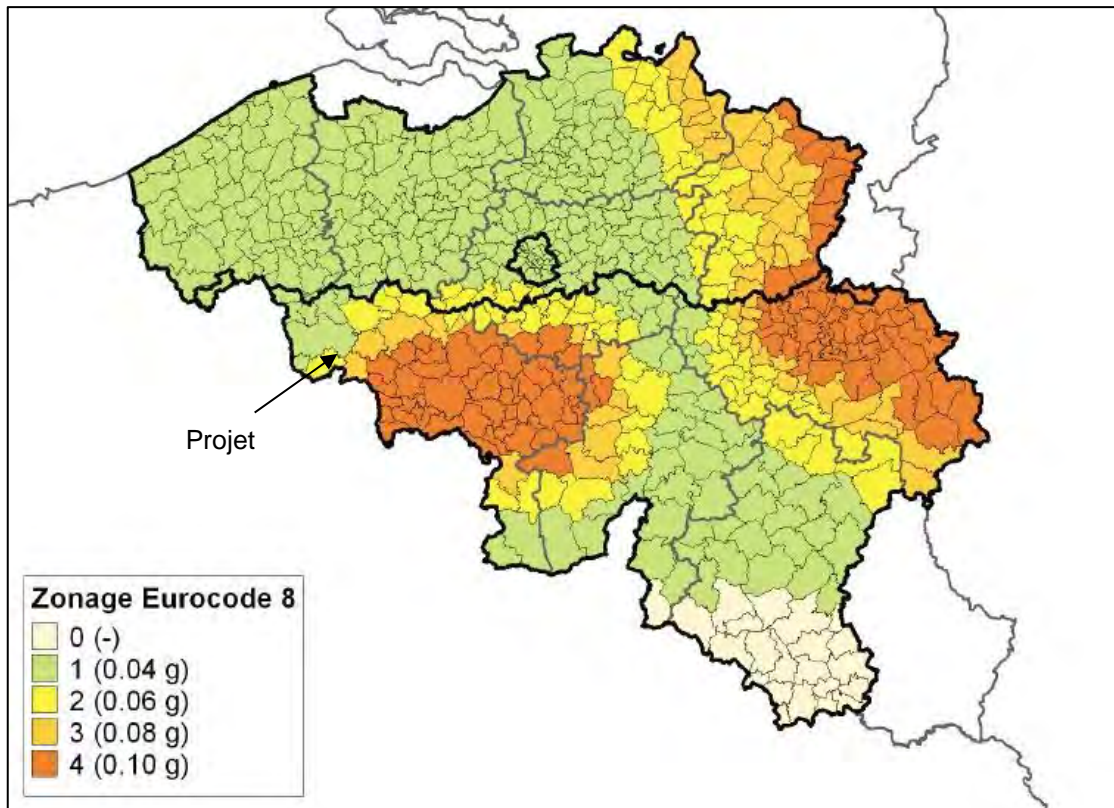 Projet
Zonage Eurocode 8
0 (-)
1 (0.04 g)
2 (0.06 g)
3 (0.08 g)
4 (0.10 g)